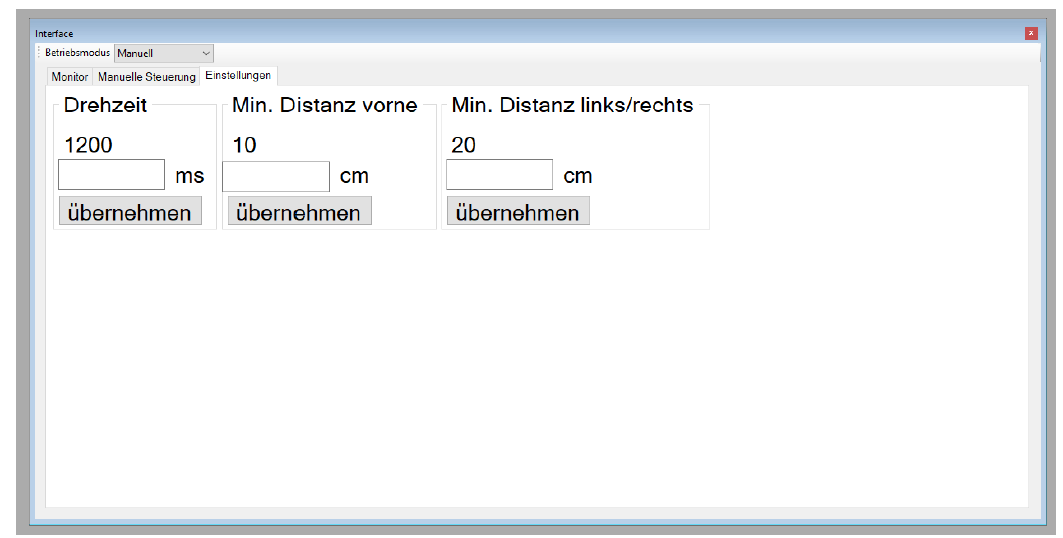 Interface
Betriebsmodus Manuell
Monitor Manuelle Steuerung Einstellungen
Drehzeit Min. Distanz vorne Min. Distanz links/rechts
1200 10 20
ms cm cm
übernehmen übernehmen übernehmen